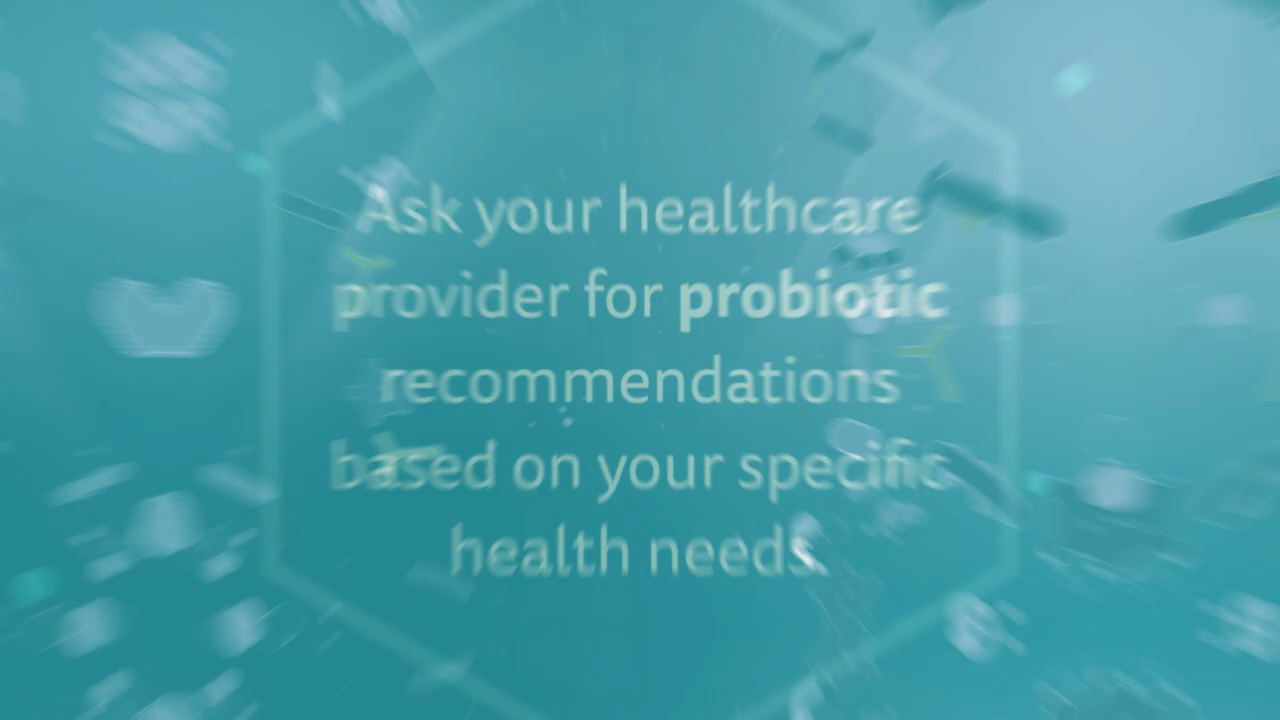 Ask your healthcare
provider for probiotic
recommendations
based on your specific
health needs.